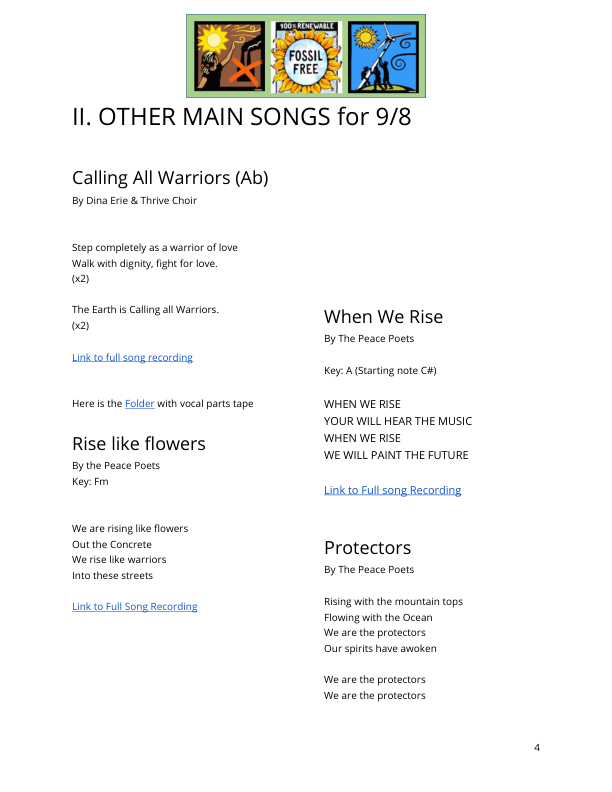 100% RENEWABLE
FOSSIL
FREE
II. OTHER MAIN SONGS for 9/8
Calling All Warriors (Ab)
By Dina Erie & Thrive Choir
Step completely as a warrior of love
Walk with dignity, fight for love.
(x2)
The Earth is Calling all Warriors.
(x2)
Link to full song recording
Here is the Folder with vocal parts tape
Rise like flowers
By the Peace Poets
Key: Fm
We are rising like flowers
Out the Concrete
We rise like warriors
Into these streets
Link to Full Song Recording
When We Rise
By The Peace Poets
Key: A (Starting note C#)
WHEN WE RISE
YOUR WILL HEAR THE MUSIC
WHEN WE RISE
WE WILL PAINT THE FUTURE
Link to Full song Recording
Protectors
By The Peace Poets
Rising with the mountain tops
Flowing with the Ocean
We are the protectors
Our spirits have awoken
We are the protectors
We are the protectors
4